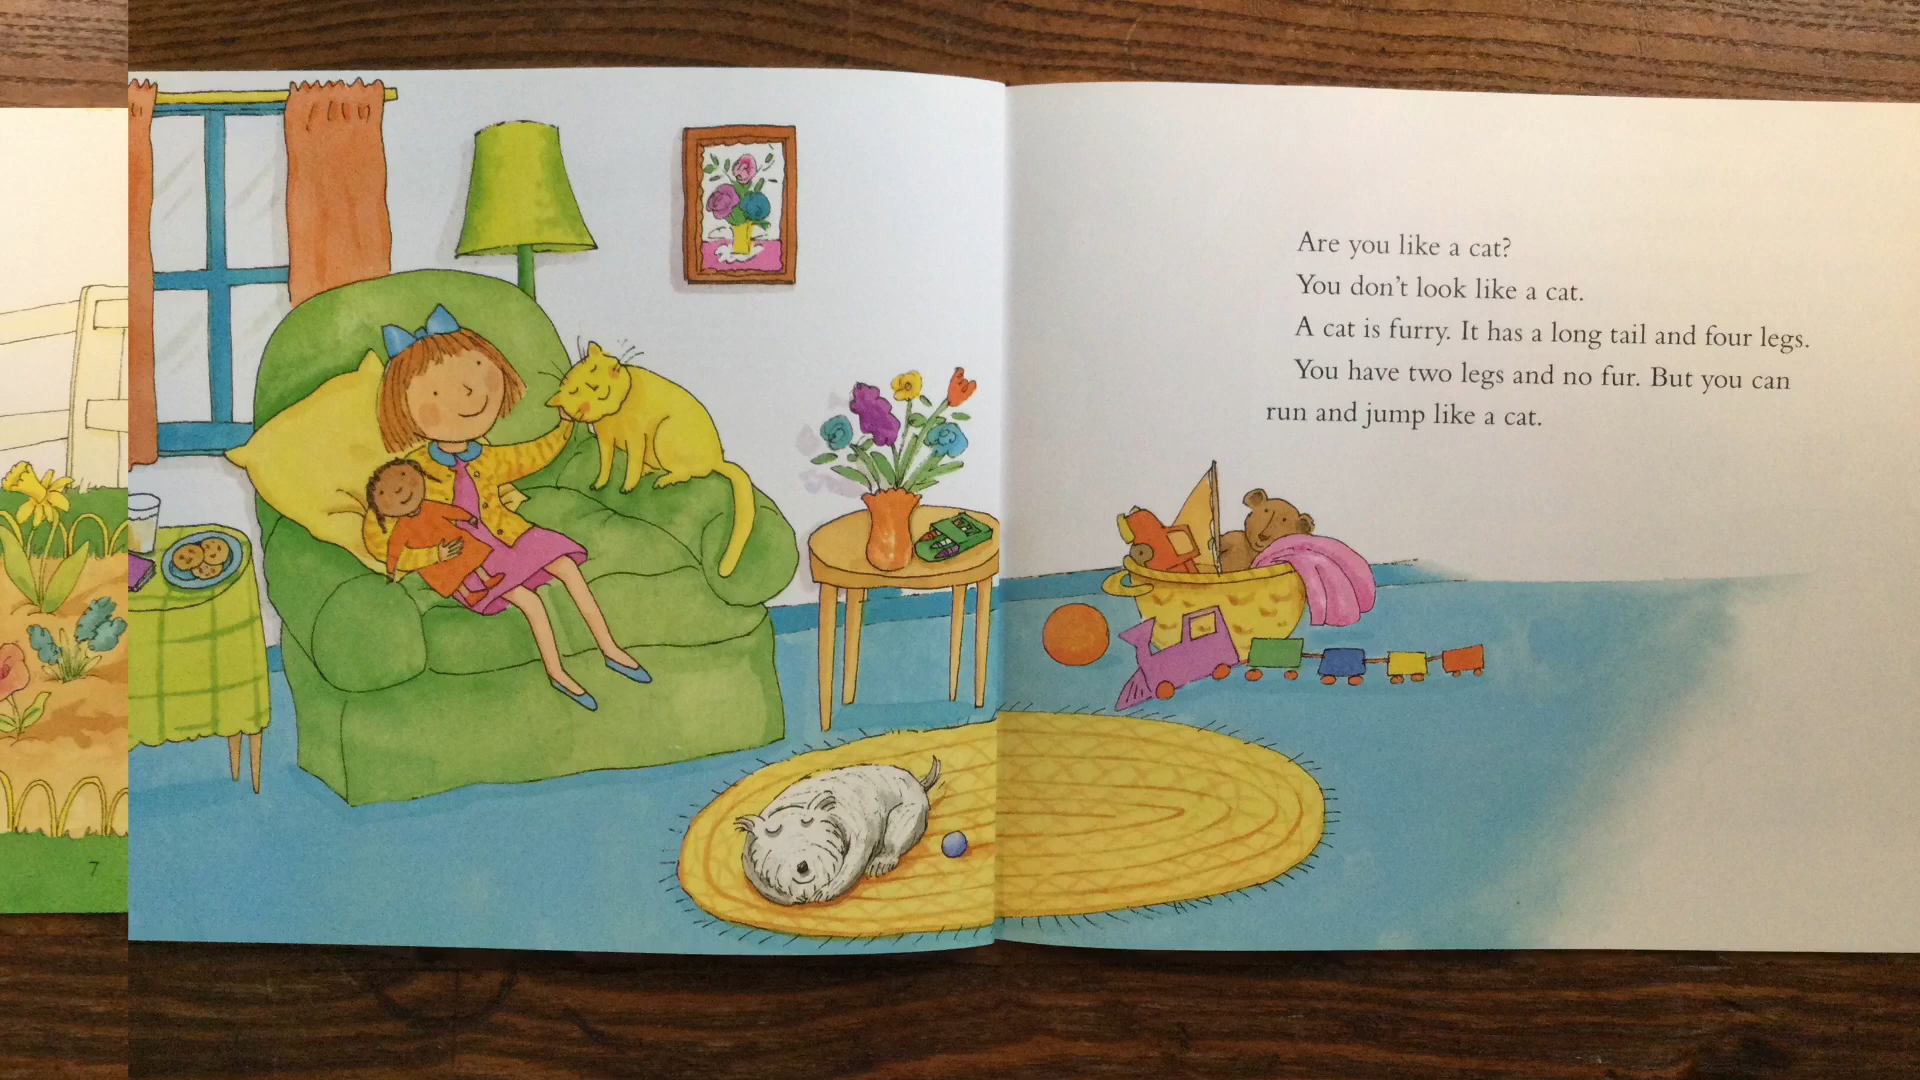 7
Are you like a cat?
You don't look like a cat.
A cat is furry. It has a long tail and four legs.
You have two legs and no fur. But you can
run and jump like a cat.